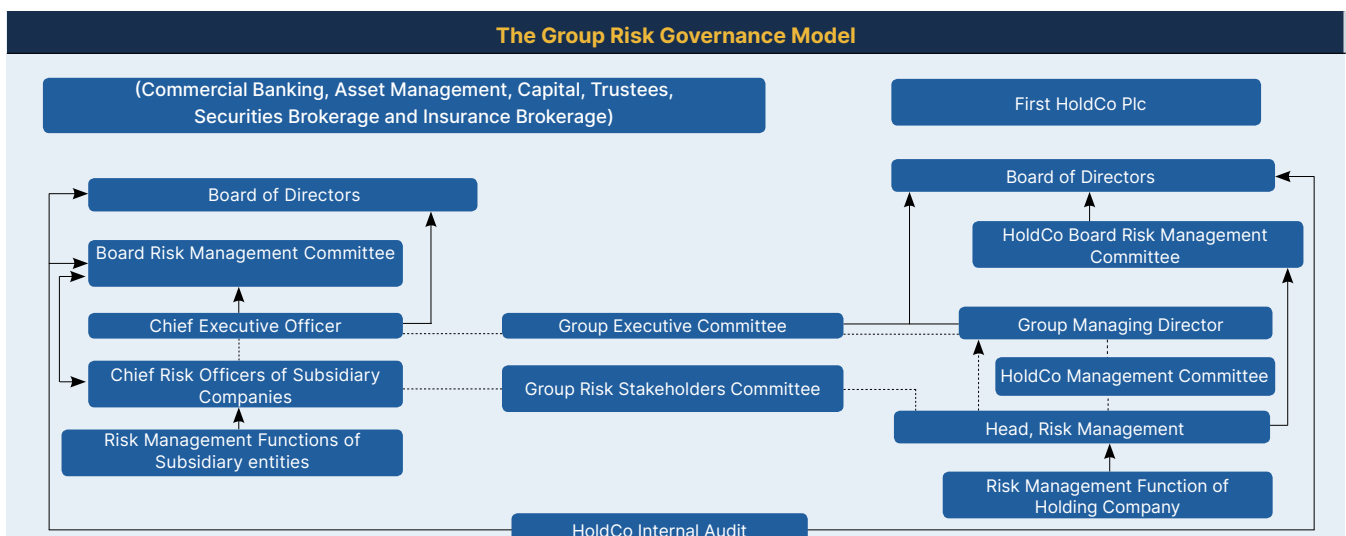 The Group Risk Governance Model
(Commercial Banking, Asset Management, Capital, Trustees,
Securities Brokerage and Insurance Brokerage)
First HoldCo Plc
Board of Directors
Board of Directors
Board Risk Management Committee
HoldCo Board Risk Management
Committee
Chief Executive Officer
Group Executive Committee
Group Managing Director
Chief Risk Officers of Subsidiary
Companies
Group Risk Stakeholders Committee
HoldCo Management Committee
Head, Risk Management
Risk Management Functions of
Subsidiary entities
Risk Management Function of
Holding Company
HoldCo Internal Audit